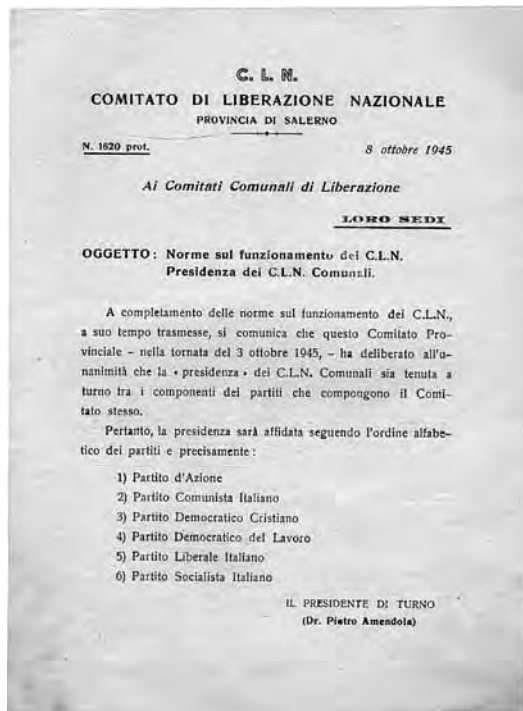 C. L. N.
COMITATO DI LIBERAZIONE NAZIONALE
PROVINCIA DI SALERNO
N. 1620 prot.
8 ottobre 1945
Ai Comitati Comunali di Liberazione
LORO SEDI
OGGETTO : Norme sul funzionamento dei C.L.N.
Presidenza dei C.L.N. Comunali.
A completamento delle norme sul funzionamento dei C.L.N.,
a suo tempo trasmesse, si comunica che questo Comitato Pro-
vinciale - nella tornata del 3 ottobre 1945, - ha deliberato all'u-
nanimità che la « presidenza » dei C.L.N. Comunali sia tenuta a
turno tra i componenti dei partiti che compongono il Comi-
tato stesso.
Pertanto, la presidenza sarà affidata seguendo l'ordine alfabe-
tico dei partiti e precisamente :
1) Partito d'Azione
2) Partito Comunista Italiano
3) Partito Democratico Cristiano
4) Partito Democratico del Lavoro
5) Partito Liberale Italiano
6) Partito Socialista Italiano
IL PRESIDENTE DI TURNO
(Dr. Pietro Amendola)